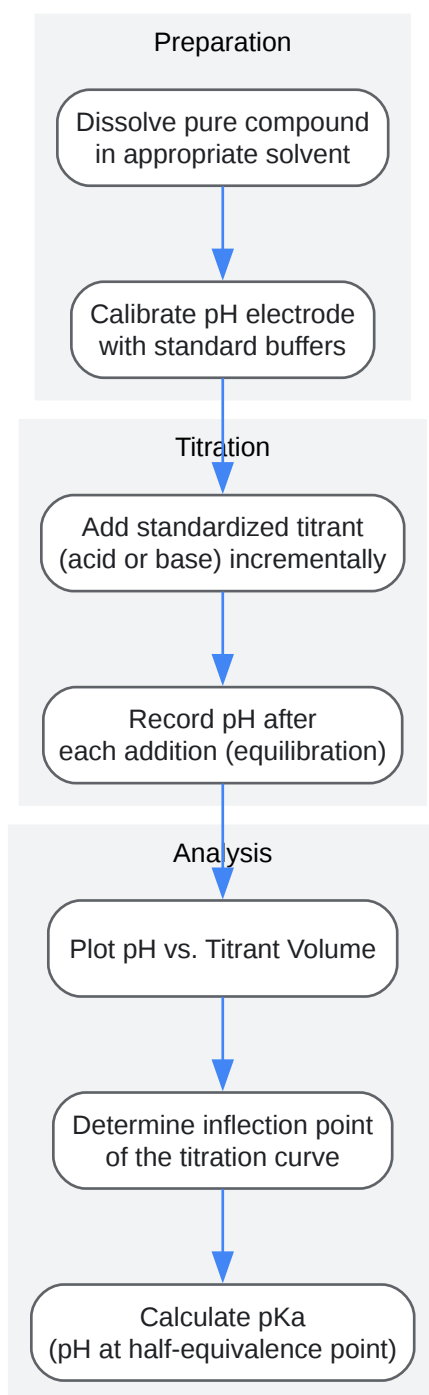 Preparation
Dissolve pure compound
in appropriate solvent
Calibrate pH electrode
with standard buffers
Titration
Add standardized titrant
(acid or base) incrementally
Record pH after
each addition (equilibration)
Analysis
Plot pH vs. Titrant Volume
Determine inflection point
of the titration curve
Calculate pKa
(pH at half-equivalence point)